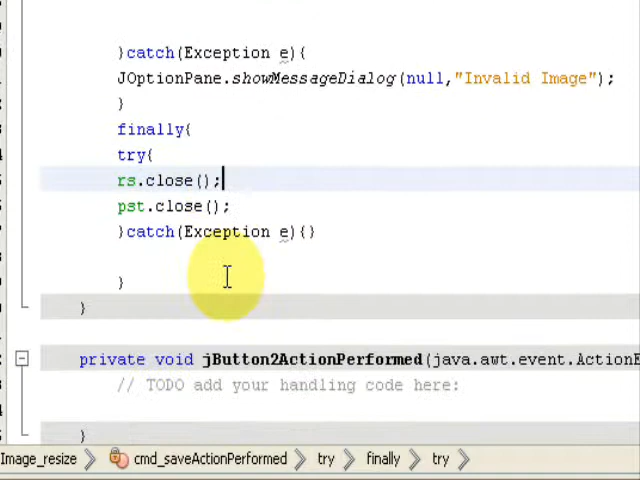 }catch(Exception e){
JOptionPane.showMessageDialog(null,"Invalid Image");
}
finally{
try{
rs.close();
pst.close();
}catch(Exception e){}
}
}
private void jButton2ActionPerformed(java.awt.event.ActionE
// TODO add your handling code here:
}
Image_resize cmd_saveActionPerformed try finally try